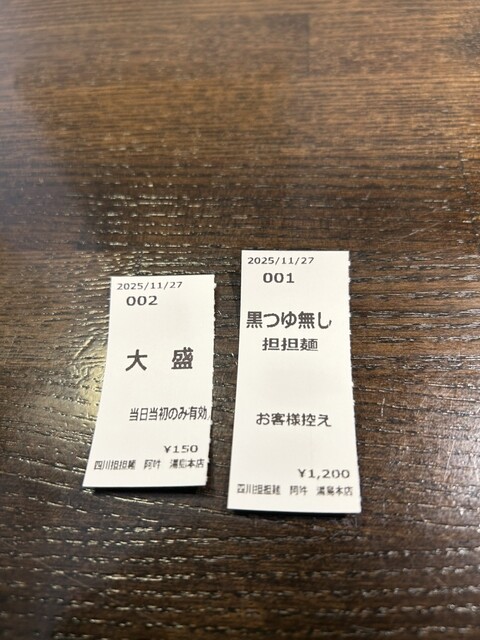 2025/11/27
002
大 盛
当日当初のみ有効
¥150
四川担担麺 阿吽 湯島本店
2025/11/27
001
黒つゆ無し
担担麺
お客様控え
¥1,200
四川担担麺 阿吽 湯島本店